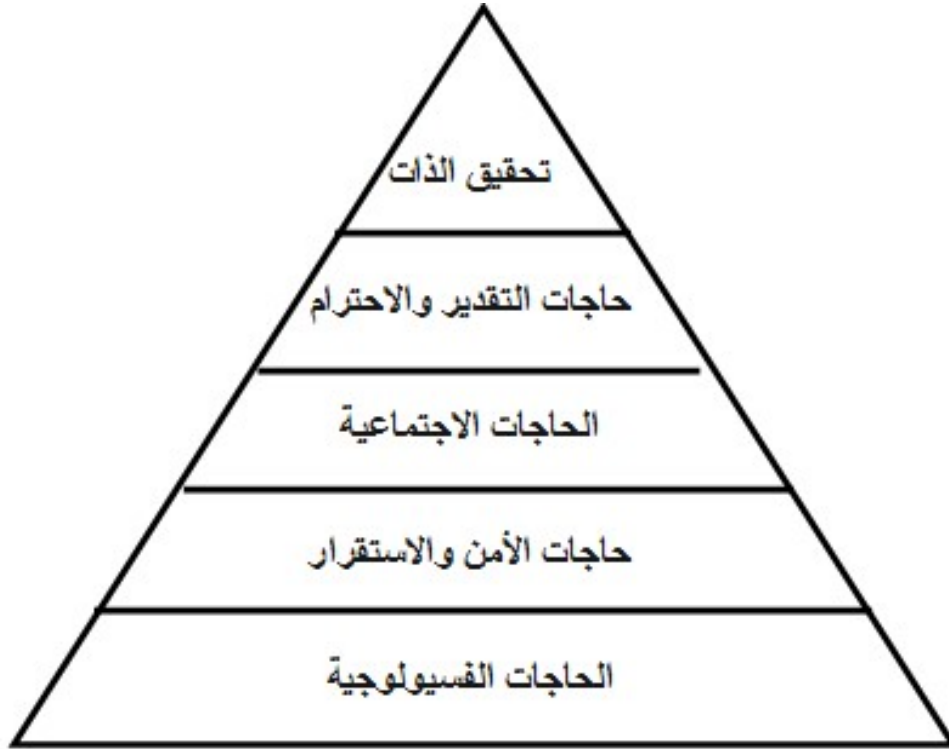 تحقيق الذات
حاجات التقدير والاحترام
الحاجات الاجتماعية
حاجات الأمن والاستقرار
الحاجات الفسيولوجية